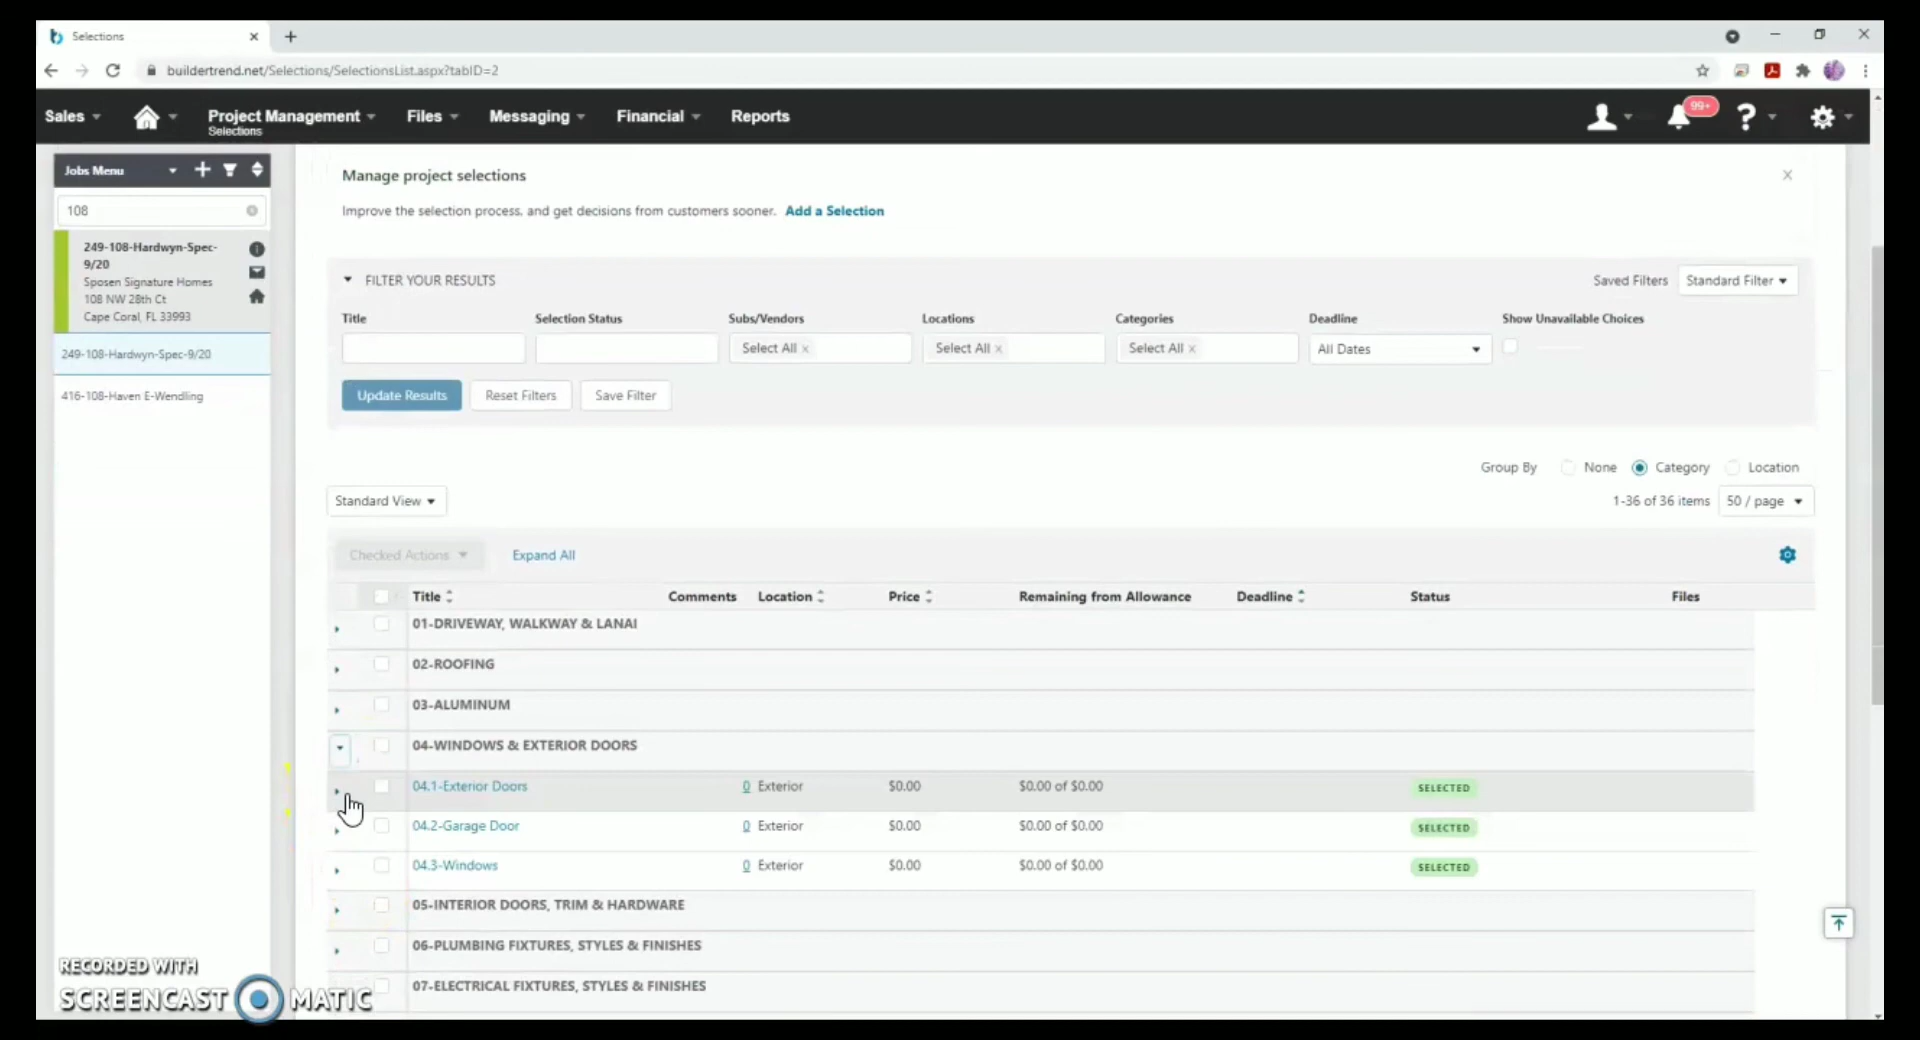 Selections
buildertrend.net/Selections/SelectionsList.aspx?tabID=2
Sales
Project Management
Selections
Files
Messaging
Financial
Reports
99+
Jobs Menu
108
249-108-Hardwyn-Spec-
9/20
Sposen Signature Homes
108 NW 28th Ct
Cape Coral, FL 33993
249-108-Hardwyn-Spec-9/20
416-108-Haven E-Wendling
Manage project selections
Improve the selection process, and get decisions from customers sooner. Add a Selection
FILTER YOUR RESULTS
Saved Filters Standard Filter
Title Selection Status Subs/Vendors Locations Categories Deadline Show Unavailable Choices
Select All x Select All x Select All x All Dates
Update Results Reset Filters Save Filter
Group By None Category Location
Standard View 1-36 of 36 items 50 / page
Checked Actions Expand All
Title Comments Location Price Remaining from Allowance Deadline Status Files
01-DRIVEWAY, WALKWAY & LANAI
02-ROOFING
03-ALUMINUM
04-WINDOWS & EXTERIOR DOORS
04.1-Exterior Doors 0 Exterior $0.00 $0.00 of $0.00 SELECTED
04.2-Garage Door 0 Exterior $0.00 $0.00 of $0.00 SELECTED
04.3-Windows 0 Exterior $0.00 $0.00 of $0.00 SELECTED
05-INTERIOR DOORS, TRIM & HARDWARE
06-PLUMBING FIXTURES, STYLES & FINISHES
07-ELECTRICAL FIXTURES, STYLES & FINISHES
RECORDED WITH
SCREENCAST MATIC